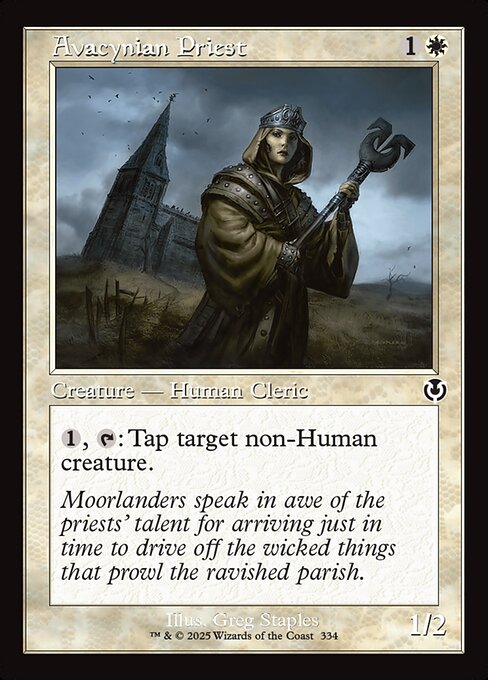 Avacynian Priest 1
Creature — Human Cleric
1, : Tap target non-Human
creature.
Moorlanders speak in awe of the
priests' talent for arriving just in
time to drive off the wicked things
that prowl the ravished parish.
Illus. Greg Staples
™ & © 2025 Wizards of the Coast 334
1/2